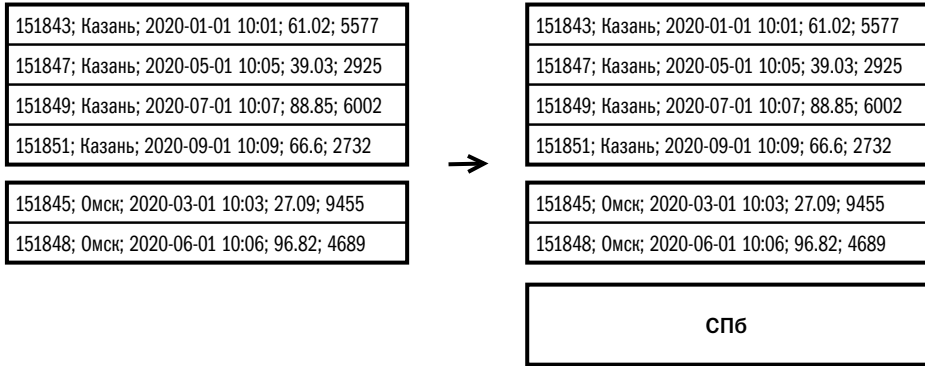 151843; Казань; 2020-01-01 10:01; 61.02; 5577
151847; Казань; 2020-05-01 10:05; 39.03; 2925
151849; Казань; 2020-07-01 10:07; 88.85; 6002
151851; Казань; 2020-09-01 10:09; 66.6; 2732
151845; Омск; 2020-03-01 10:03; 27.09; 9455
151848; Омск; 2020-06-01 10:06; 96.82; 4689
151843; Казань; 2020-01-01 10:01; 61.02; 5577
151847; Казань; 2020-05-01 10:05; 39.03; 2925
151849; Казань; 2020-07-01 10:07; 88.85; 6002
151851; Казань; 2020-09-01 10:09; 66.6; 2732
151845; Омск; 2020-03-01 10:03; 27.09; 9455
151848; Омск; 2020-06-01 10:06; 96.82; 4689
СПб